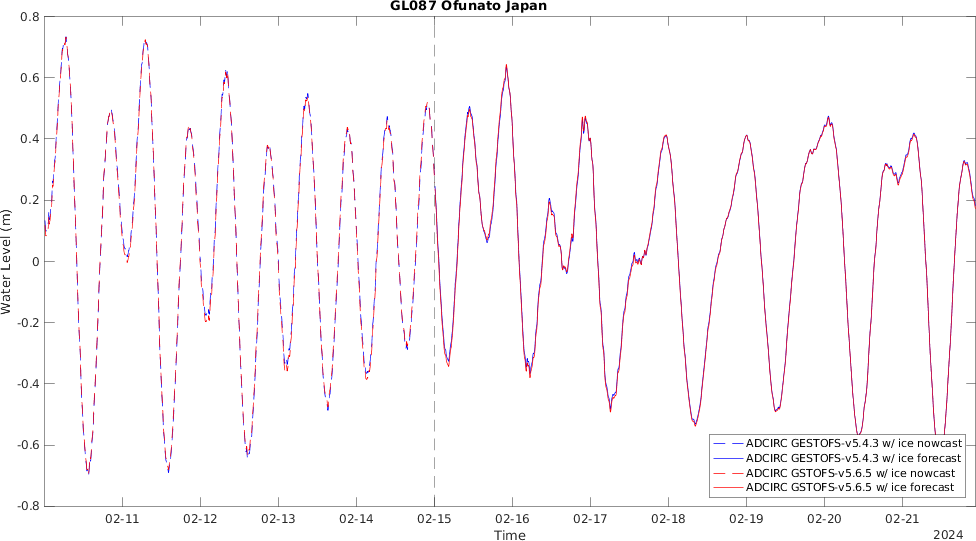 GL087 Ofunato Japan
Water Level (m)
0.8
0.6
0.4
0.2
0
-0.2
-0.4
-0.6
-0.8
ADCIRC GESTOFS-v5.4.3 w/ ice nowcast
ADCIRC GESTOFS-v5.4.3 w/ ice forecast
ADCIRC GSTOFS-v5.6.5 w/ ice nowcast
ADCIRC GSTOFS-v5.6.5 w/ ice forecast
02-11 02-12 02-13 02-14 02-15 02-16 02-17 02-18 02-19 02-20 02-21
Time
2024